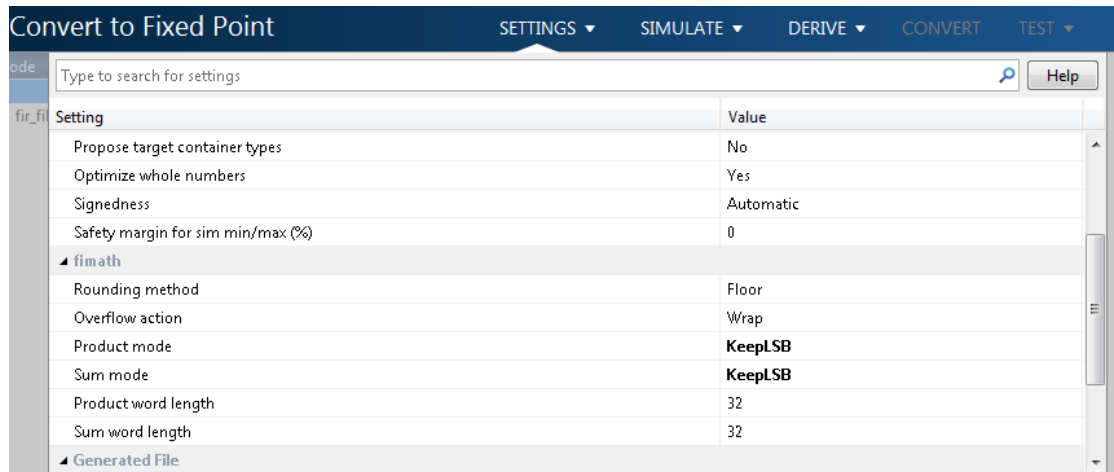 Convert to Fixed Point SETTINGS SIMULATE DERIVE CONVERT TEST
ode
Type to search for settings Help
fir_fil
Setting Value
Propose target container types No
Optimize whole numbers Yes
Signedness Automatic
Safety margin for sim min/max (%) 0
fimath
Rounding method Floor
Overflow action Wrap
Product mode KeepLSB
Sum mode KeepLSB
Product word length 32
Sum word length 32
Generated File